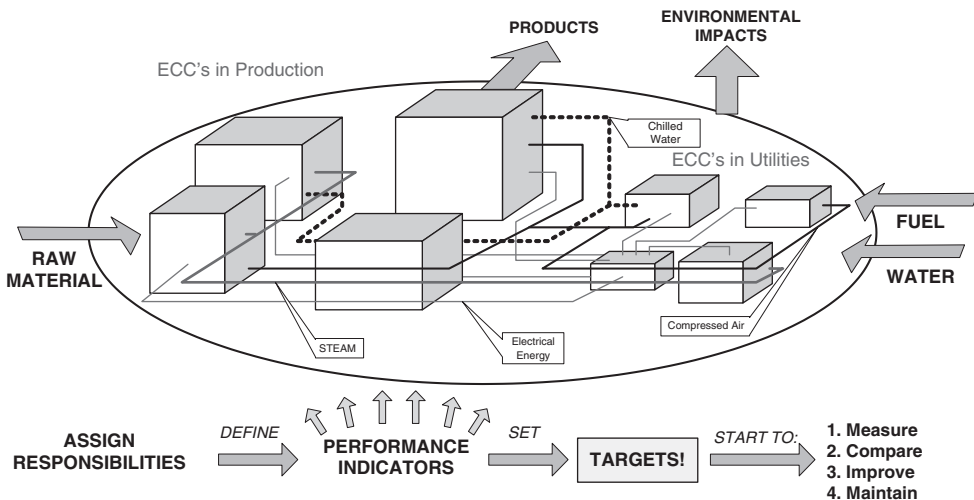 ENVIRONMENTAL
IMPACTS
PRODUCTS
ECC's in Production
Chilled
Water
ECC's in Utilities
FUEL
RAW
MATERIAL
WATER
Compressed Air
STEAM
Electrical
Energy
ASSIGN
RESPONSIBILITIES
DEFINE
PERFORMANCE
INDICATORS
SET
TARGETS!
START TO:
1. Measure
2. Compare
3. Improve
4. Maintain